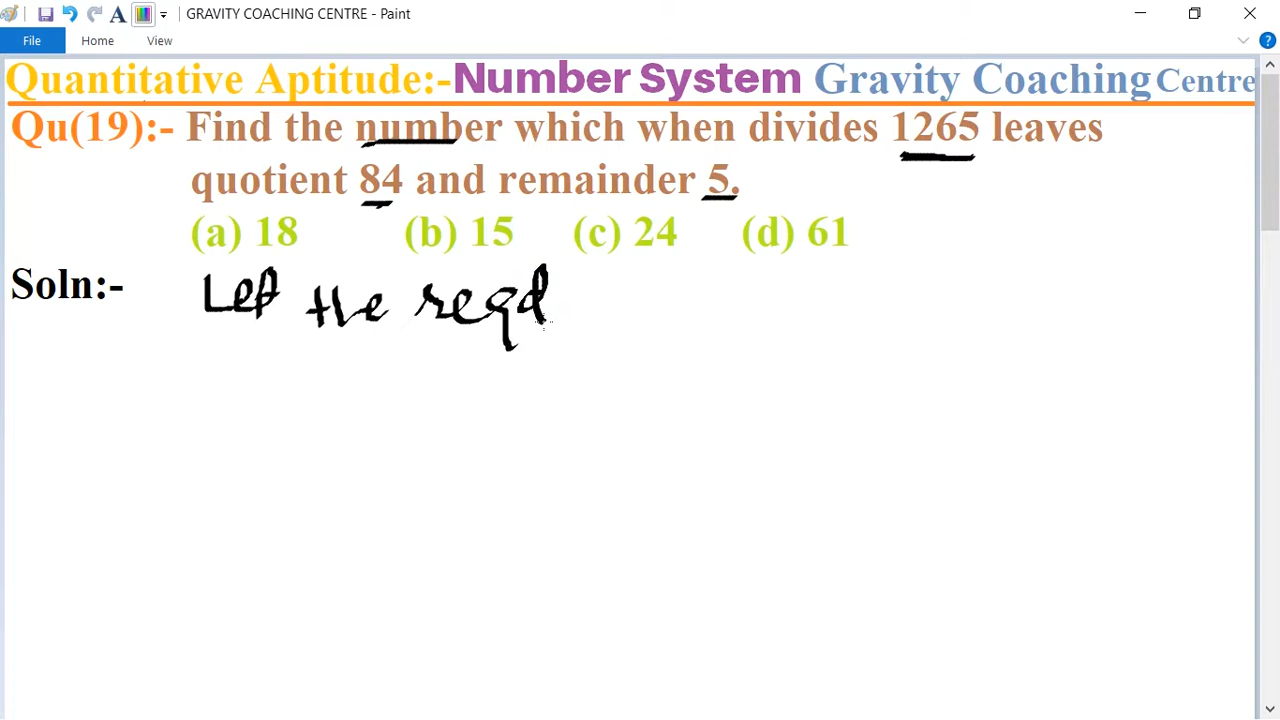 GRAVITY COACHING CENTRE - Paint
File Home View
Quantitative Aptitude:-Number System Gravity Coaching Centre
Qu(19):- Find the number which when divides 1265 leaves
quotient 84 and remainder 5.
(a) 18 (b) 15 (c) 24 (d) 61
Soln:- Let the reqd